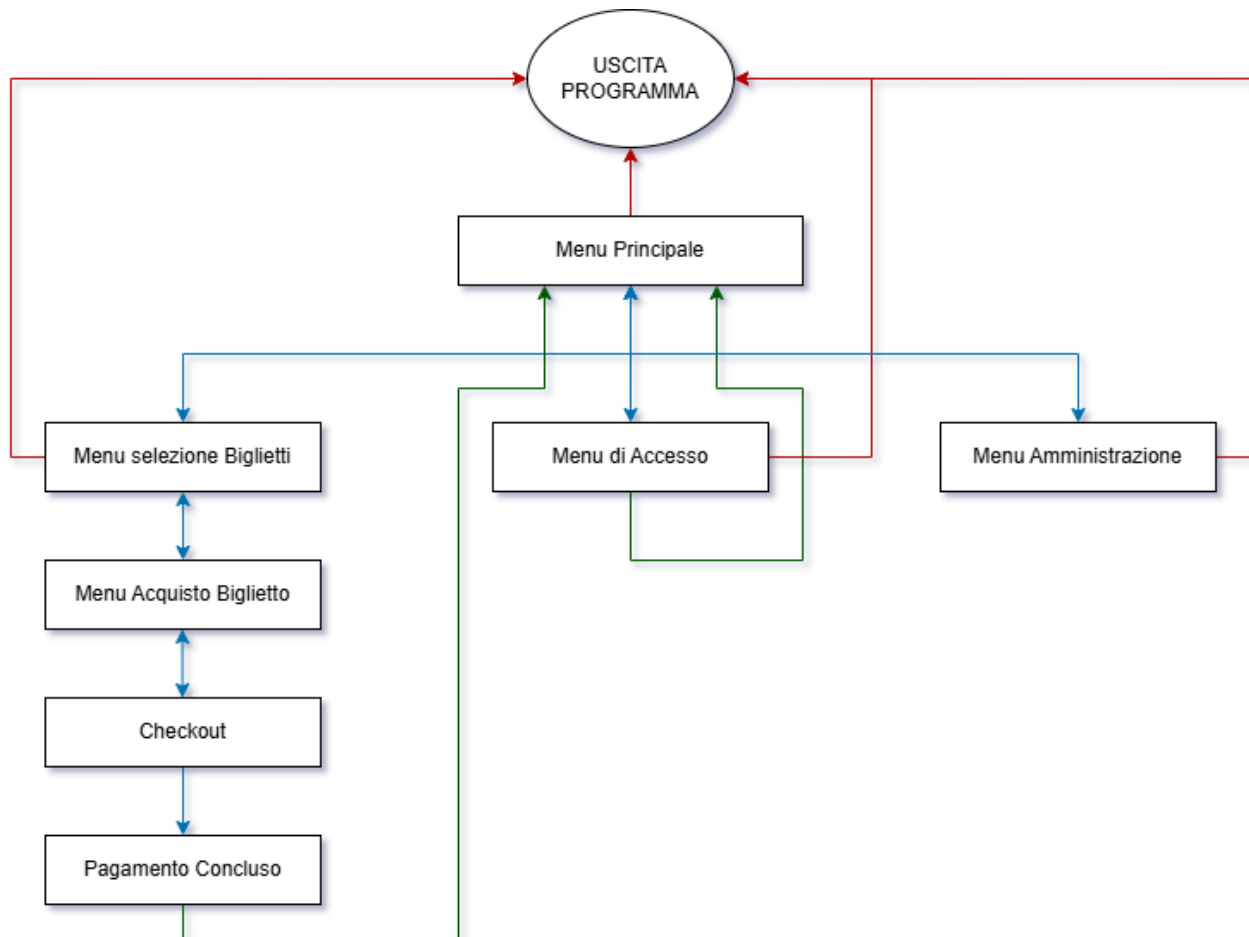 USCITA
PROGRAMMA
Menu Principale
Menu selezione Biglietti
Menu di Accesso
Menu Amministrazione
Menu Acquisto Biglietto
Checkout
Pagamento Concluso